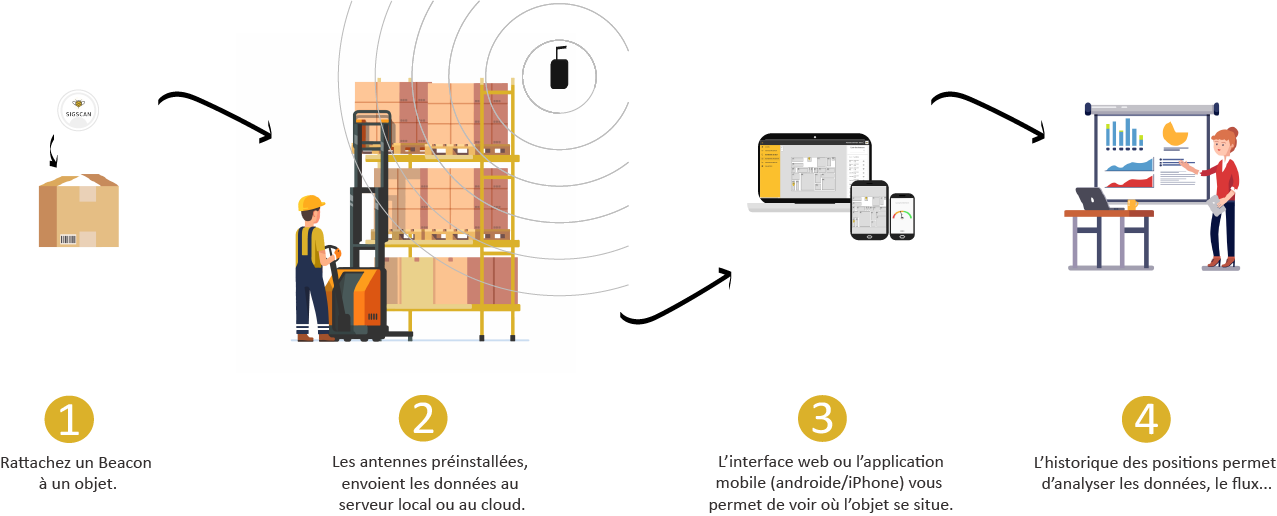 SIGSCAN
1
Rattachez un Beacon
à un objet.
2
Les antennes préinstallées,
envoient les données au
serveur local ou au cloud.
3
L’interface web ou l’application
mobile (androide/iPhone) vous
permet de voir où l’objet se situe.
4
L’historique des positions permet
d’analyser les données, le flux...